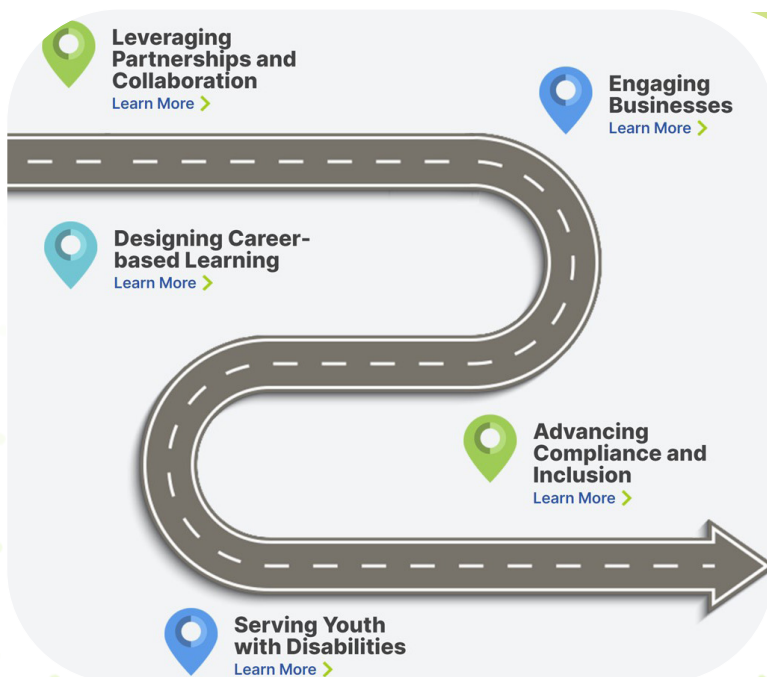 Leveraging
Partnerships and
Collaboration
Learn More
Engaging
Businesses
Learn More
Designing Career-
based Learning
Learn More
Advancing
Compliance and
Inclusion
Learn More
Serving Youth
with Disabilities
Learn More